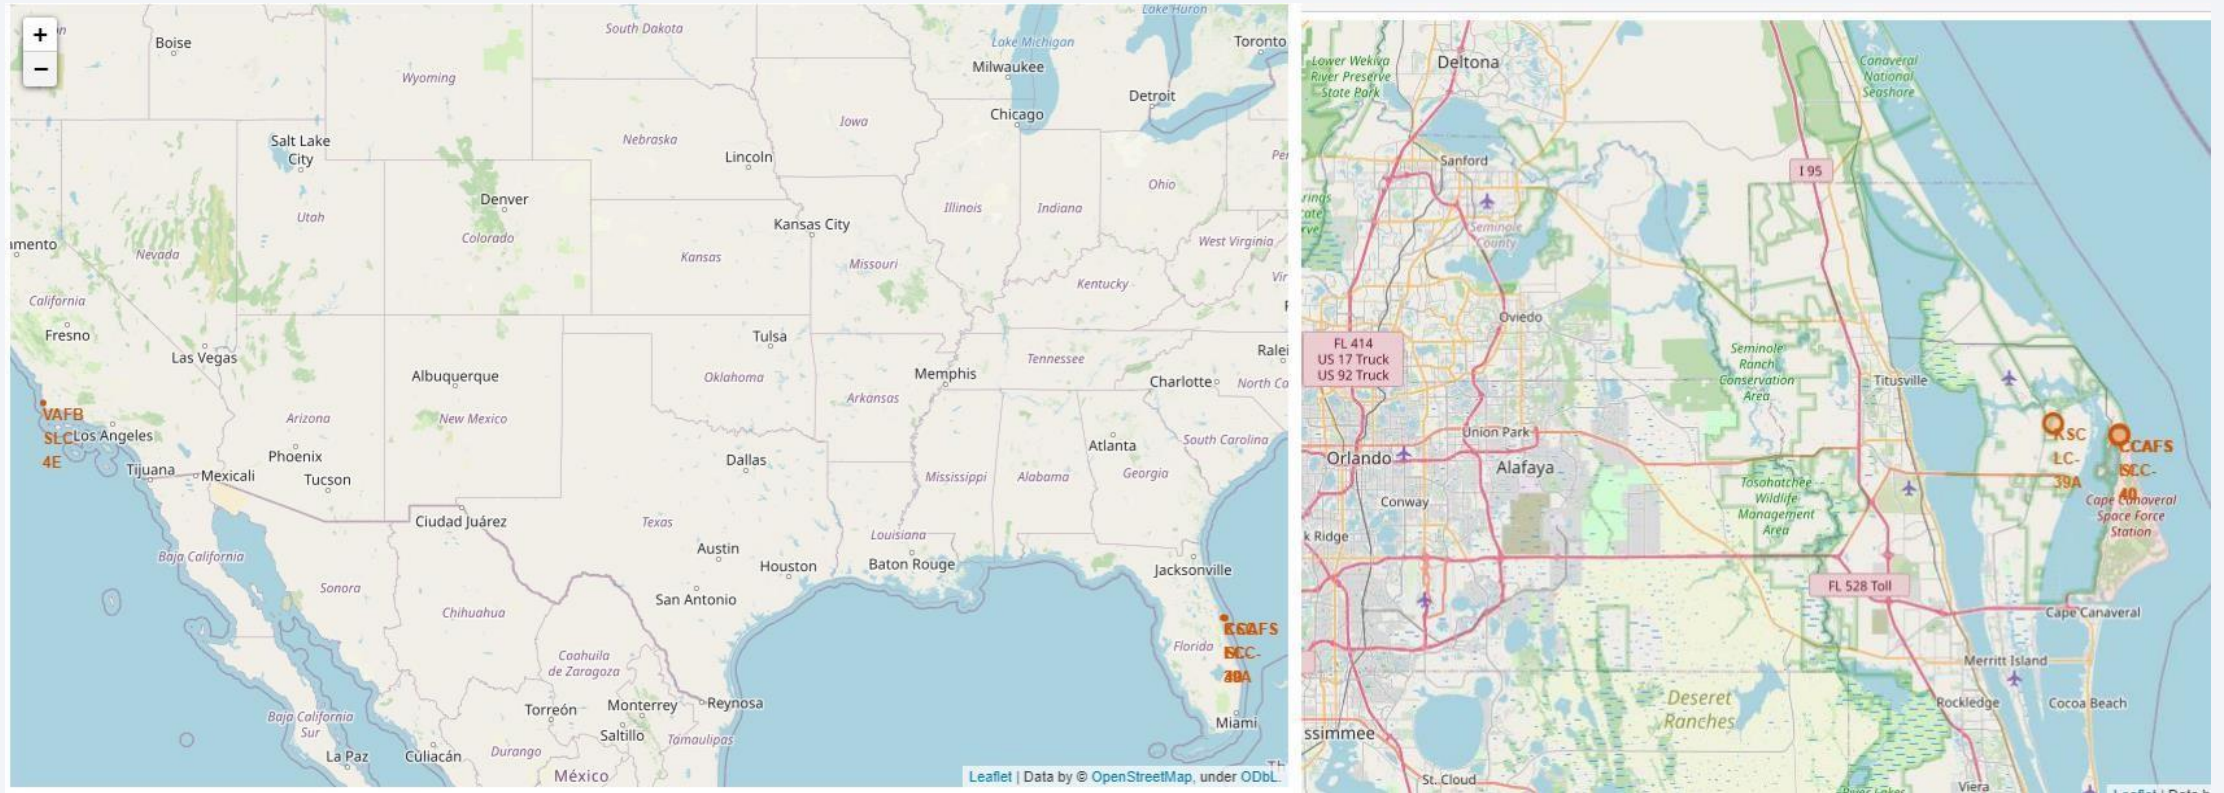 +
−
Boise
South Dakota
Lake Huron
Toronto
Lake Michigan
Milwaukee
Wyoming
Detroit
Chicago
Iowa
Nebraska
Salt Lake
City
Lincoln
Ohio
Denver
Illinois
Indiana
Utah
Kansas City
Colorado
West Virginia
Nevada
Kansas
Missouri
Kentucky
California
Fresno
Tulsa
Las Vegas
Tennessee
Albuquerque
Oklahoma
Memphis
Charlotte
Arkansas
Arizona
New Mexico
VAFB
SLC-
4E
Los Angeles
South Carolina
Atlanta
Phoenix
Dallas
Tijuana
Mexicali
Tucson
Mississippi
Alabama
Georgia
Ciudad Juárez
Texas
Louisiana
Austin
Baton Rouge
Houston
Jacksonville
Baja California
Sonora
San Antonio
Chihuahua
Florida
Coahuila
de Zaragoza
Reynosa
Torreón
Monterrey
Baja California
Sur
Saltillo
Tamaulipas
Miami
La Paz
Culiacán
Durango
México
Leaflet | Data by © OpenStreetMap, under ODbL.
Lower Wekiva
River Preserve
State Park
Deltona
Canaveral
National
Seashore
Sanford
I 95
Seminole
County
Oviedo
FL 414
US 17 Truck
US 92 Truck
Seminole
Ranch
Conservation
Area
Titusville
KSC
LC-
39A
CCAFS
40
Union Park
Orlando
Alafaya
Conway
Tosohatchee
Wildlife
Management
Area
Cape Canaveral
Space Force
Station
k Ridge
FL 528 Toll
Cape Canaveral
Merritt Island
Deseret
Ranches
Rockledge
Cocoa Beach
ssimmee
St. Cloud
Viera